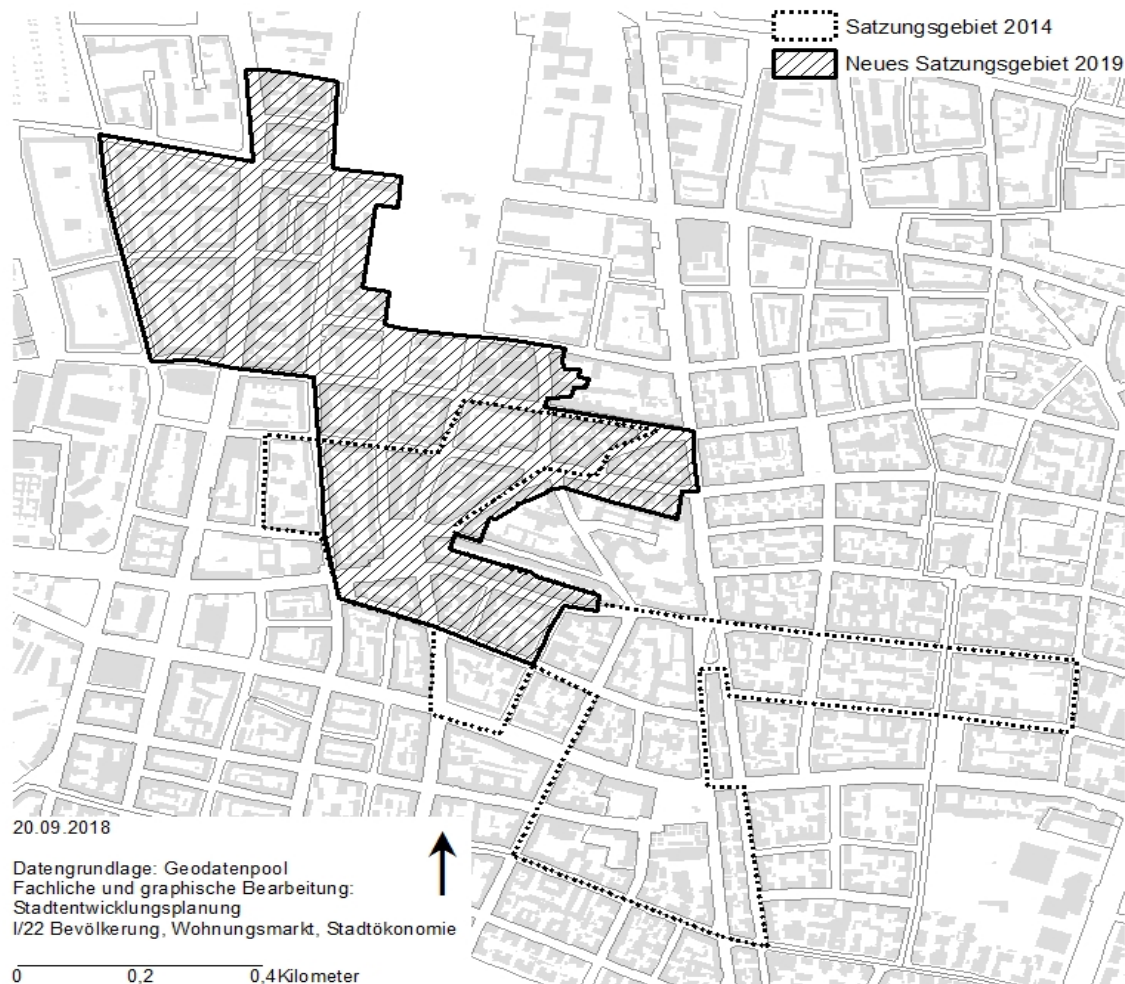 Satzungsgebiet 2014
Neues Satzungsgebiet 2019
20.09.2018
Datengrundlage: Geodatenpool
Fachliche und graphische Bearbeitung:
Stadtentwicklungsplanung
I/22 Bevölkerung, Wohnungsmarkt, Stadtökonomie
0 0,2 0,4 Kilometer